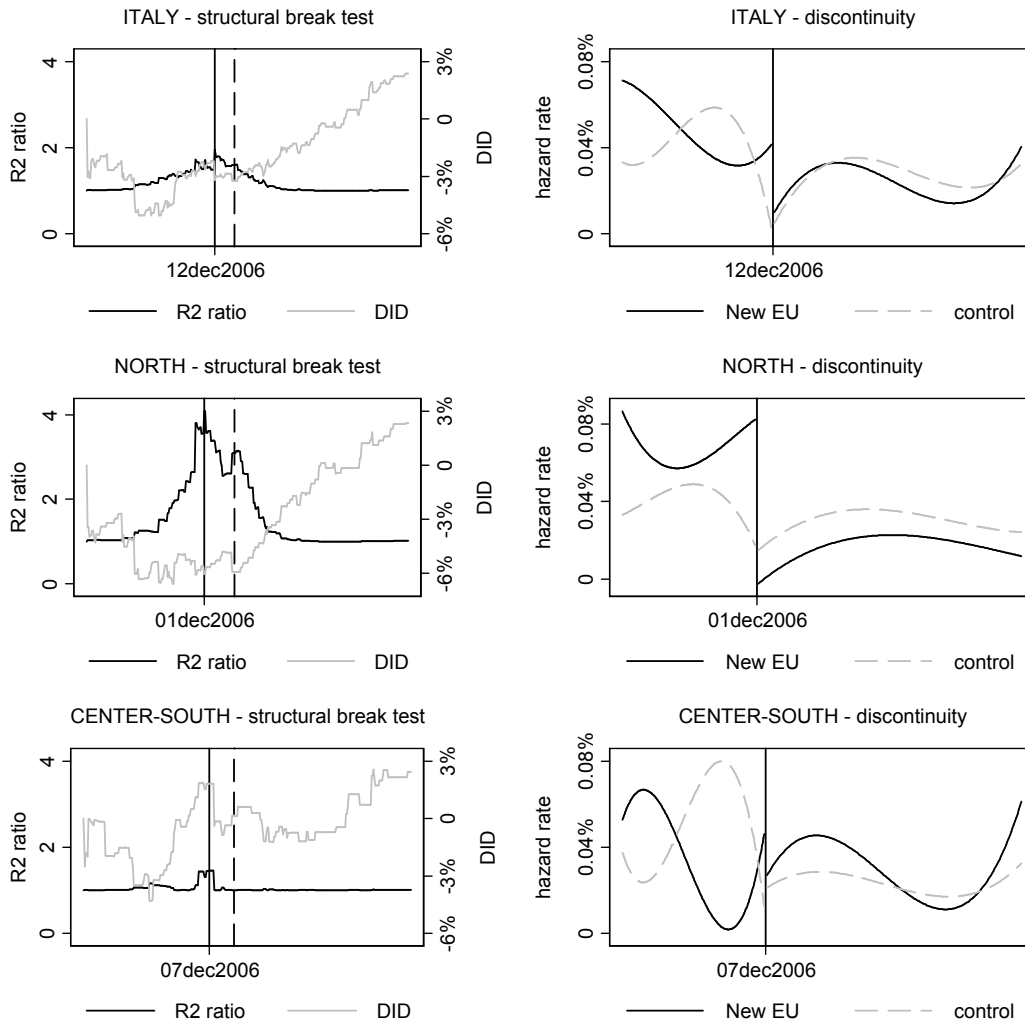 ITALY - structural break test
4
2
0
R2 ratio
3%
0
-3%
-6%
DID
12dec2006
R2 ratio
DID
ITALY - discontinuity
0.08%
0.04%
0
hazard rate
12dec2006
New EU
control
NORTH - structural break test
4
2
0
R2 ratio
3%
0
-3%
-6%
DID
01dec2006
R2 ratio
DID
NORTH - discontinuity
0.08%
0.04%
0
hazard rate
01dec2006
New EU
control
CENTER-SOUTH - structural break test
4
2
0
R2 ratio
3%
0
-3%
-6%
DID
07dec2006
R2 ratio
DID
CENTER-SOUTH - discontinuity
0.08%
0.04%
0
hazard rate
07dec2006
New EU
control